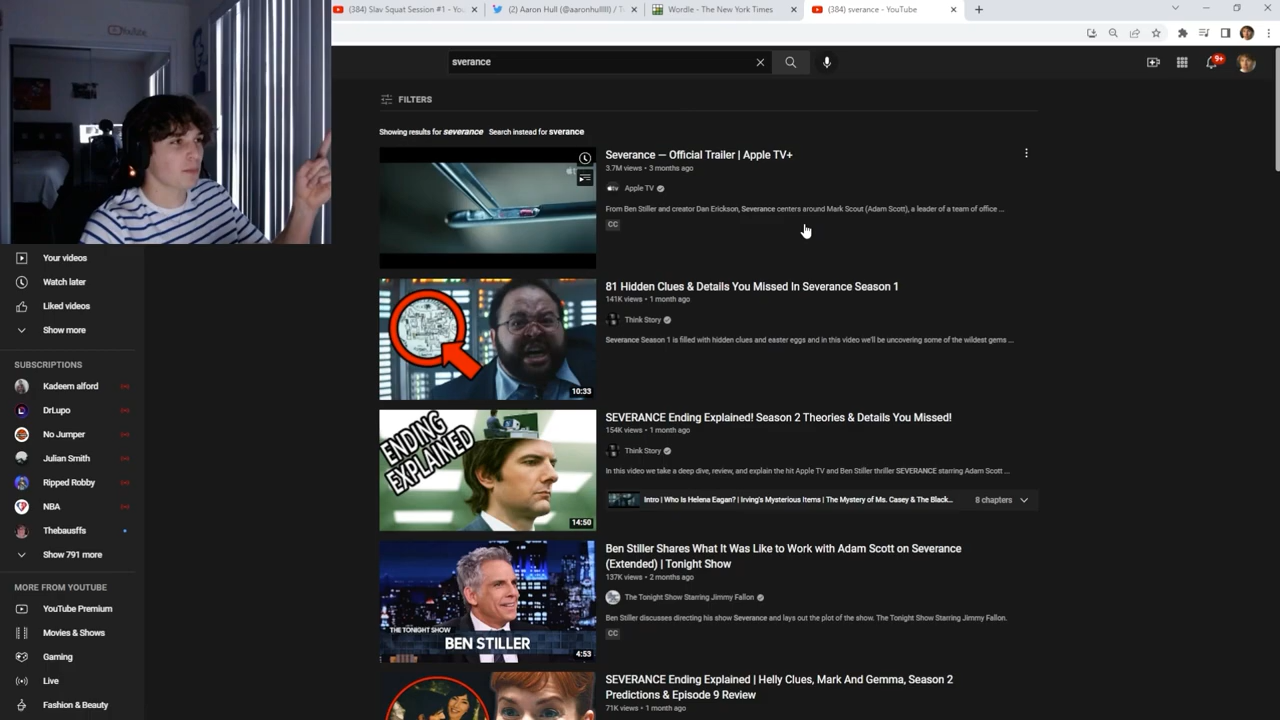 (384) Slav Squat Session #1 - You
(2) Aaron Hull (@aaronhullll) / T
Wordle - The New York Times
(384) sverance - YouTube
YouTube
sverance
9+
FILTERS
Showing results for severance Search instead for sverance
Severance — Official Trailer | Apple TV+
3.7M views • 3 months ago
Apple TV
From Ben Stiller and creator Dan Erickson, Severance centers around Mark Scout (Adam Scott), a leader of a team of office ...
CC
Your videos
Watch later
Liked videos
Show more
SUBSCRIPTIONS
Kadeem alford
DrLupo
No Jumper
Julian Smith
Ripped Robby
NBA
Thebausffs
Show 791 more
MORE FROM YOUTUBE
YouTube Premium
Movies & Shows
Gaming
Live
Fashion & Beauty
81 Hidden Clues & Details You Missed In Severance Season 1
141K views • 1 month ago
Think Story
Severance Season 1 is filled with hidden clues and easter eggs and in this video we'll be uncovering some of the wildest gems ...
10:33
SEVERANCE Ending Explained! Season 2 Theories & Details You Missed!
154K views • 1 month ago
Think Story
In this video we take a deep dive, review, and explain the hit Apple TV and Ben Stiller thriller SEVERANCE starring Adam Scott ...
Intro | Who Is Helena Eagan? | Irving's Mysterious Items | The Mystery of Ms. Casey & The Black...
8 chapters
ENDING
EXPLAINED
14:50
Ben Stiller Shares What It Was Like to Work with Adam Scott on Severance
(Extended) | Tonight Show
137K views • 2 months ago
The Tonight Show Starring Jimmy Fallon
Ben Stiller discusses directing his show Severance and lays out the plot of the show. The Tonight Show Starring Jimmy Fallon.
CC
THE TONIGHT SHOW
BEN STILLER
4:53
SEVERANCE Ending Explained | Helly Clues, Mark And Gemma, Season 2
Predictions & Episode 9 Review
71K views • 1 month ago